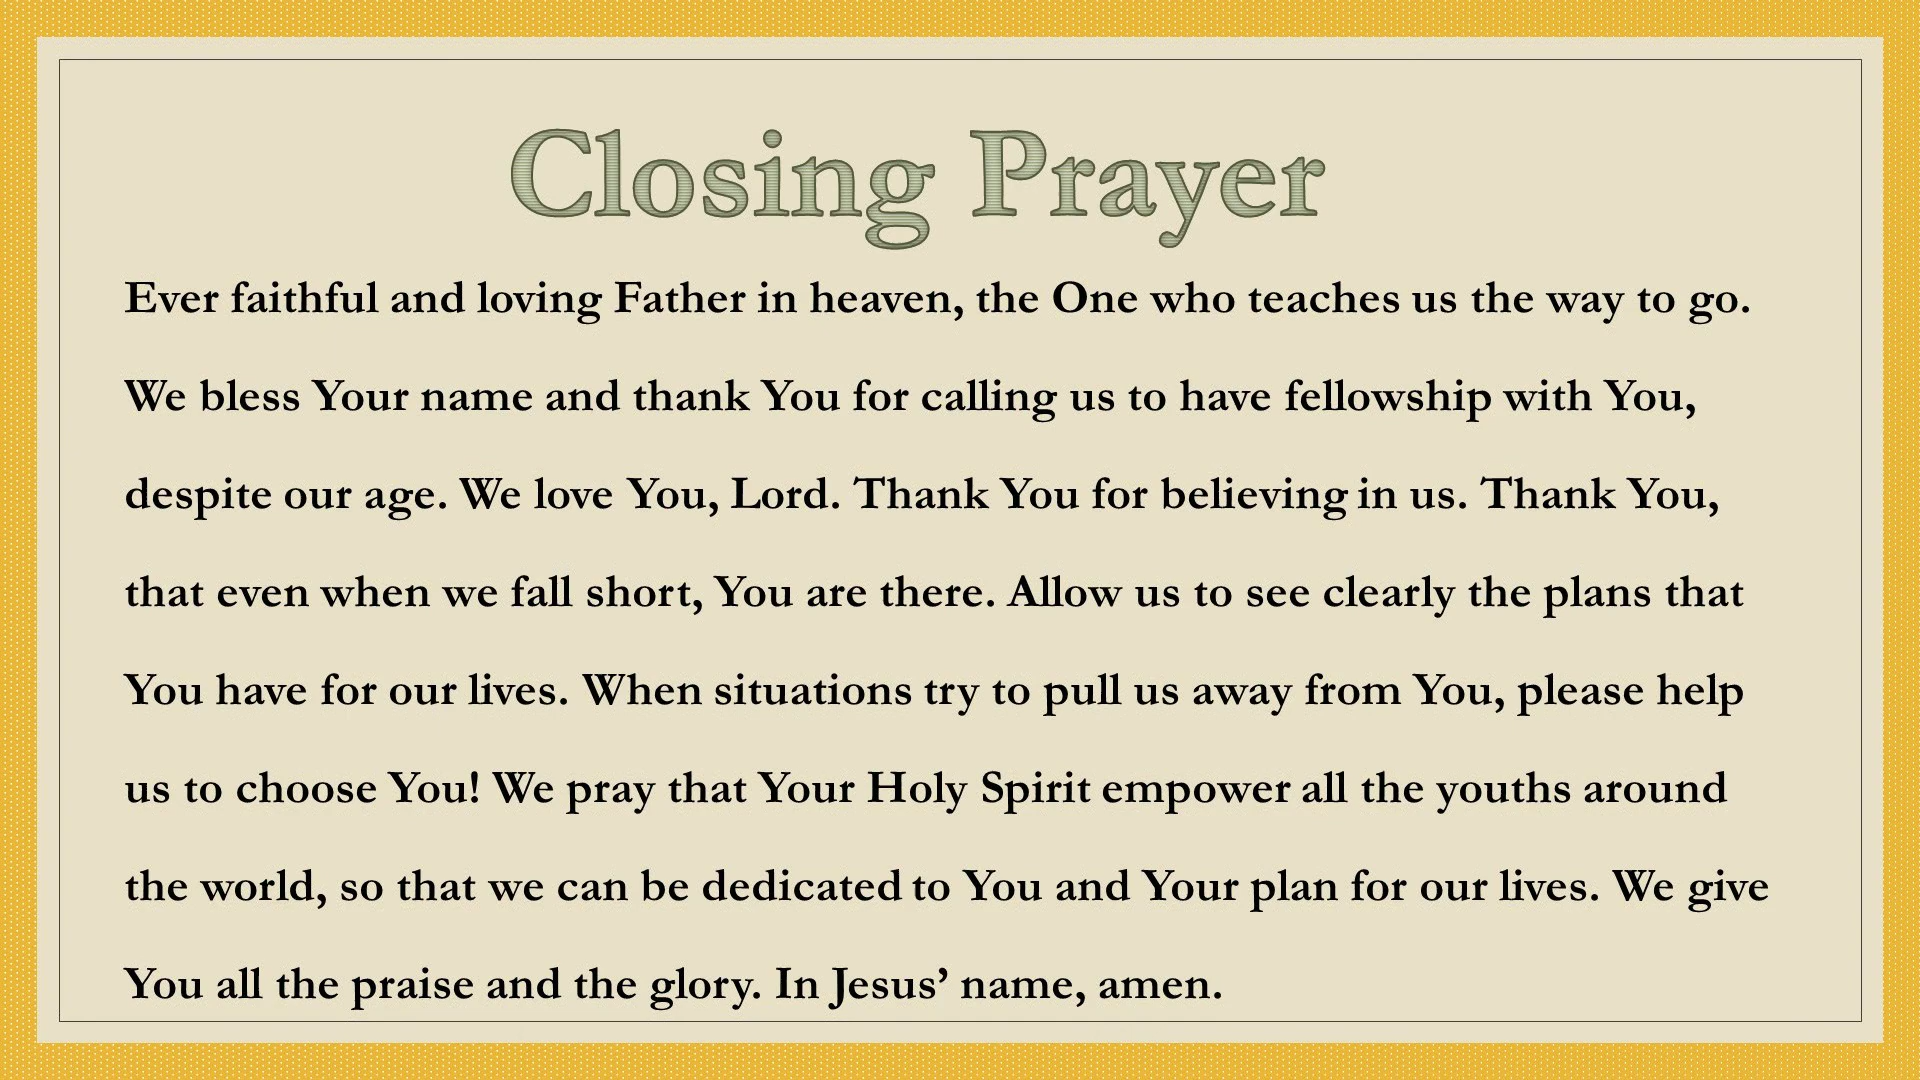 Closing Prayer
Ever faithful and loving Father in heaven, the One who teaches us the way to go.
We bless Your name and thank You for calling us to have fellowship with You,
despite our age. We love You, Lord. Thank You for believing in us. Thank You,
that even when we fall short, You are there. Allow us to see clearly the plans that
You have for our lives. When situations try to pull us away from You, please help
us to choose You! We pray that Your Holy Spirit empower all the youths around
the world, so that we can be dedicated to You and Your plan for our lives. We give
You all the praise and the glory. In Jesus’ name, amen.